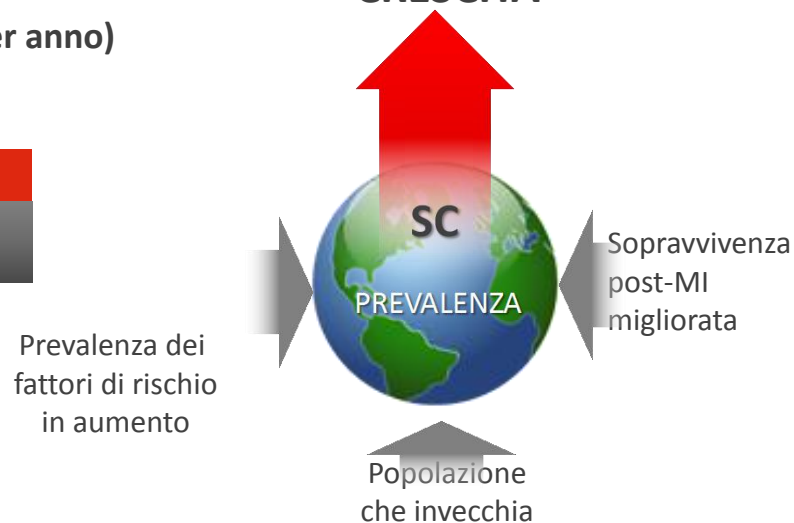 er anno)
SC
PREVALENZA
Sopravvivenza
post-MI
migliorata
Prevalenza dei
fattori di rischio
in aumento
Popolazione
che invecchia